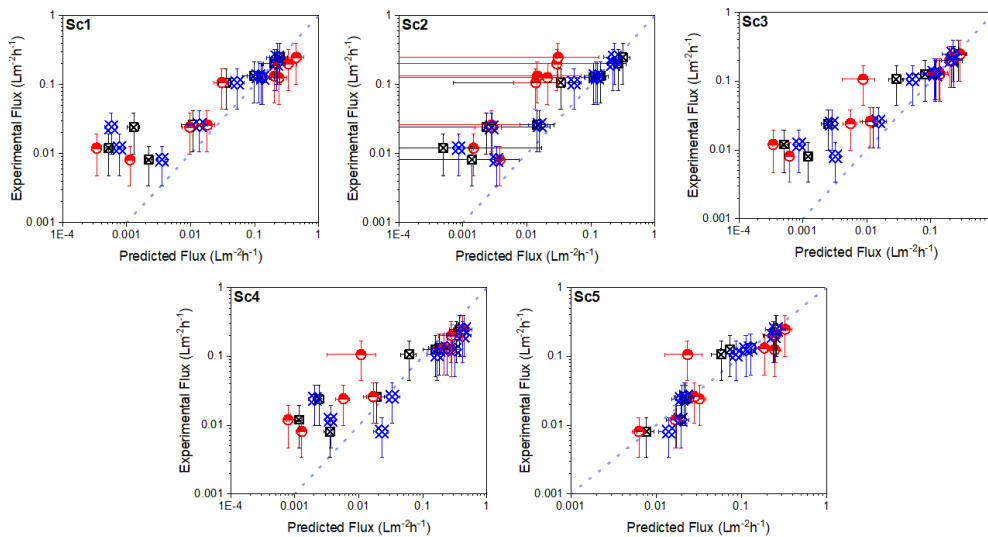 Sc1
Experimental Flux (Lm⁻²h⁻¹)
1
0.1
0.01
0.001
1E-4 0.001 0.01 0.1 1
Predicted Flux (Lm⁻²h⁻¹)
Sc2
Experimental Flux (Lm⁻²h⁻¹)
1
0.1
0.01
0.001
1E-4 0.001 0.01 0.1 1
Predicted Flux (Lm⁻²h⁻¹)
Sc3
Experimental Flux (Lm⁻²h⁻¹)
1
0.1
0.01
0.001
1E-4 0.001 0.01 0.1 1
Predicted Flux (Lm⁻²h⁻¹)
Sc4
Experimental Flux (Lm⁻²h⁻¹)
1
0.1
0.01
0.001
1E-4 0.001 0.01 0.1 1
Predicted Flux (Lm⁻²h⁻¹)
Sc5
Experimental Flux (Lm⁻²h⁻¹)
1
0.1
0.01
0.001
0.001 0.01 0.1 1
Predicted Flux (Lm⁻²h⁻¹)